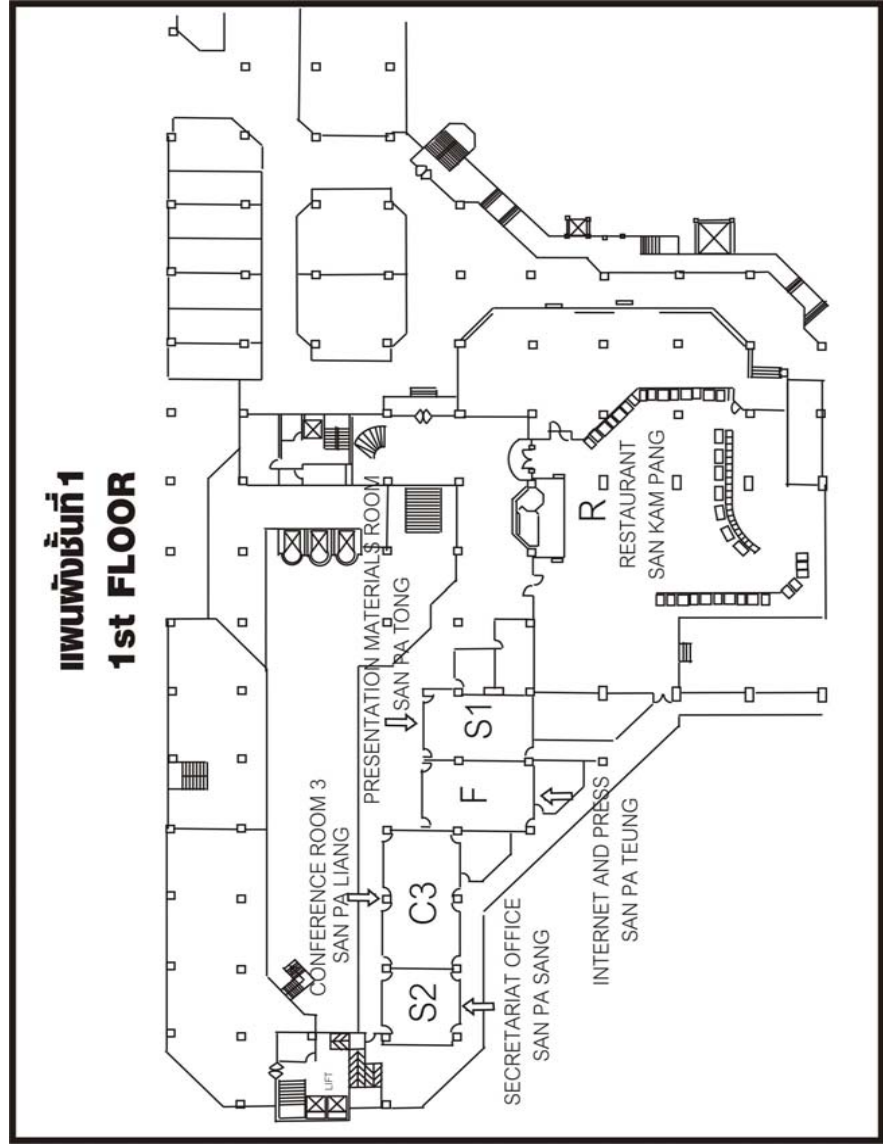 แผนผังชั้นที่ 1
1st FLOOR
LIFT
CONFERENCE ROOM 3
SAN PA LIANG
PRESENTATION MATERIALS ROOM
SAN PA TONG
S2
C3
F
S1
SECRETARIAT OFFICE
SAN PA SANG
INTERNET AND PRESS
SAN PA TEUNG
R
RESTAURANT
SAN KAM PANG